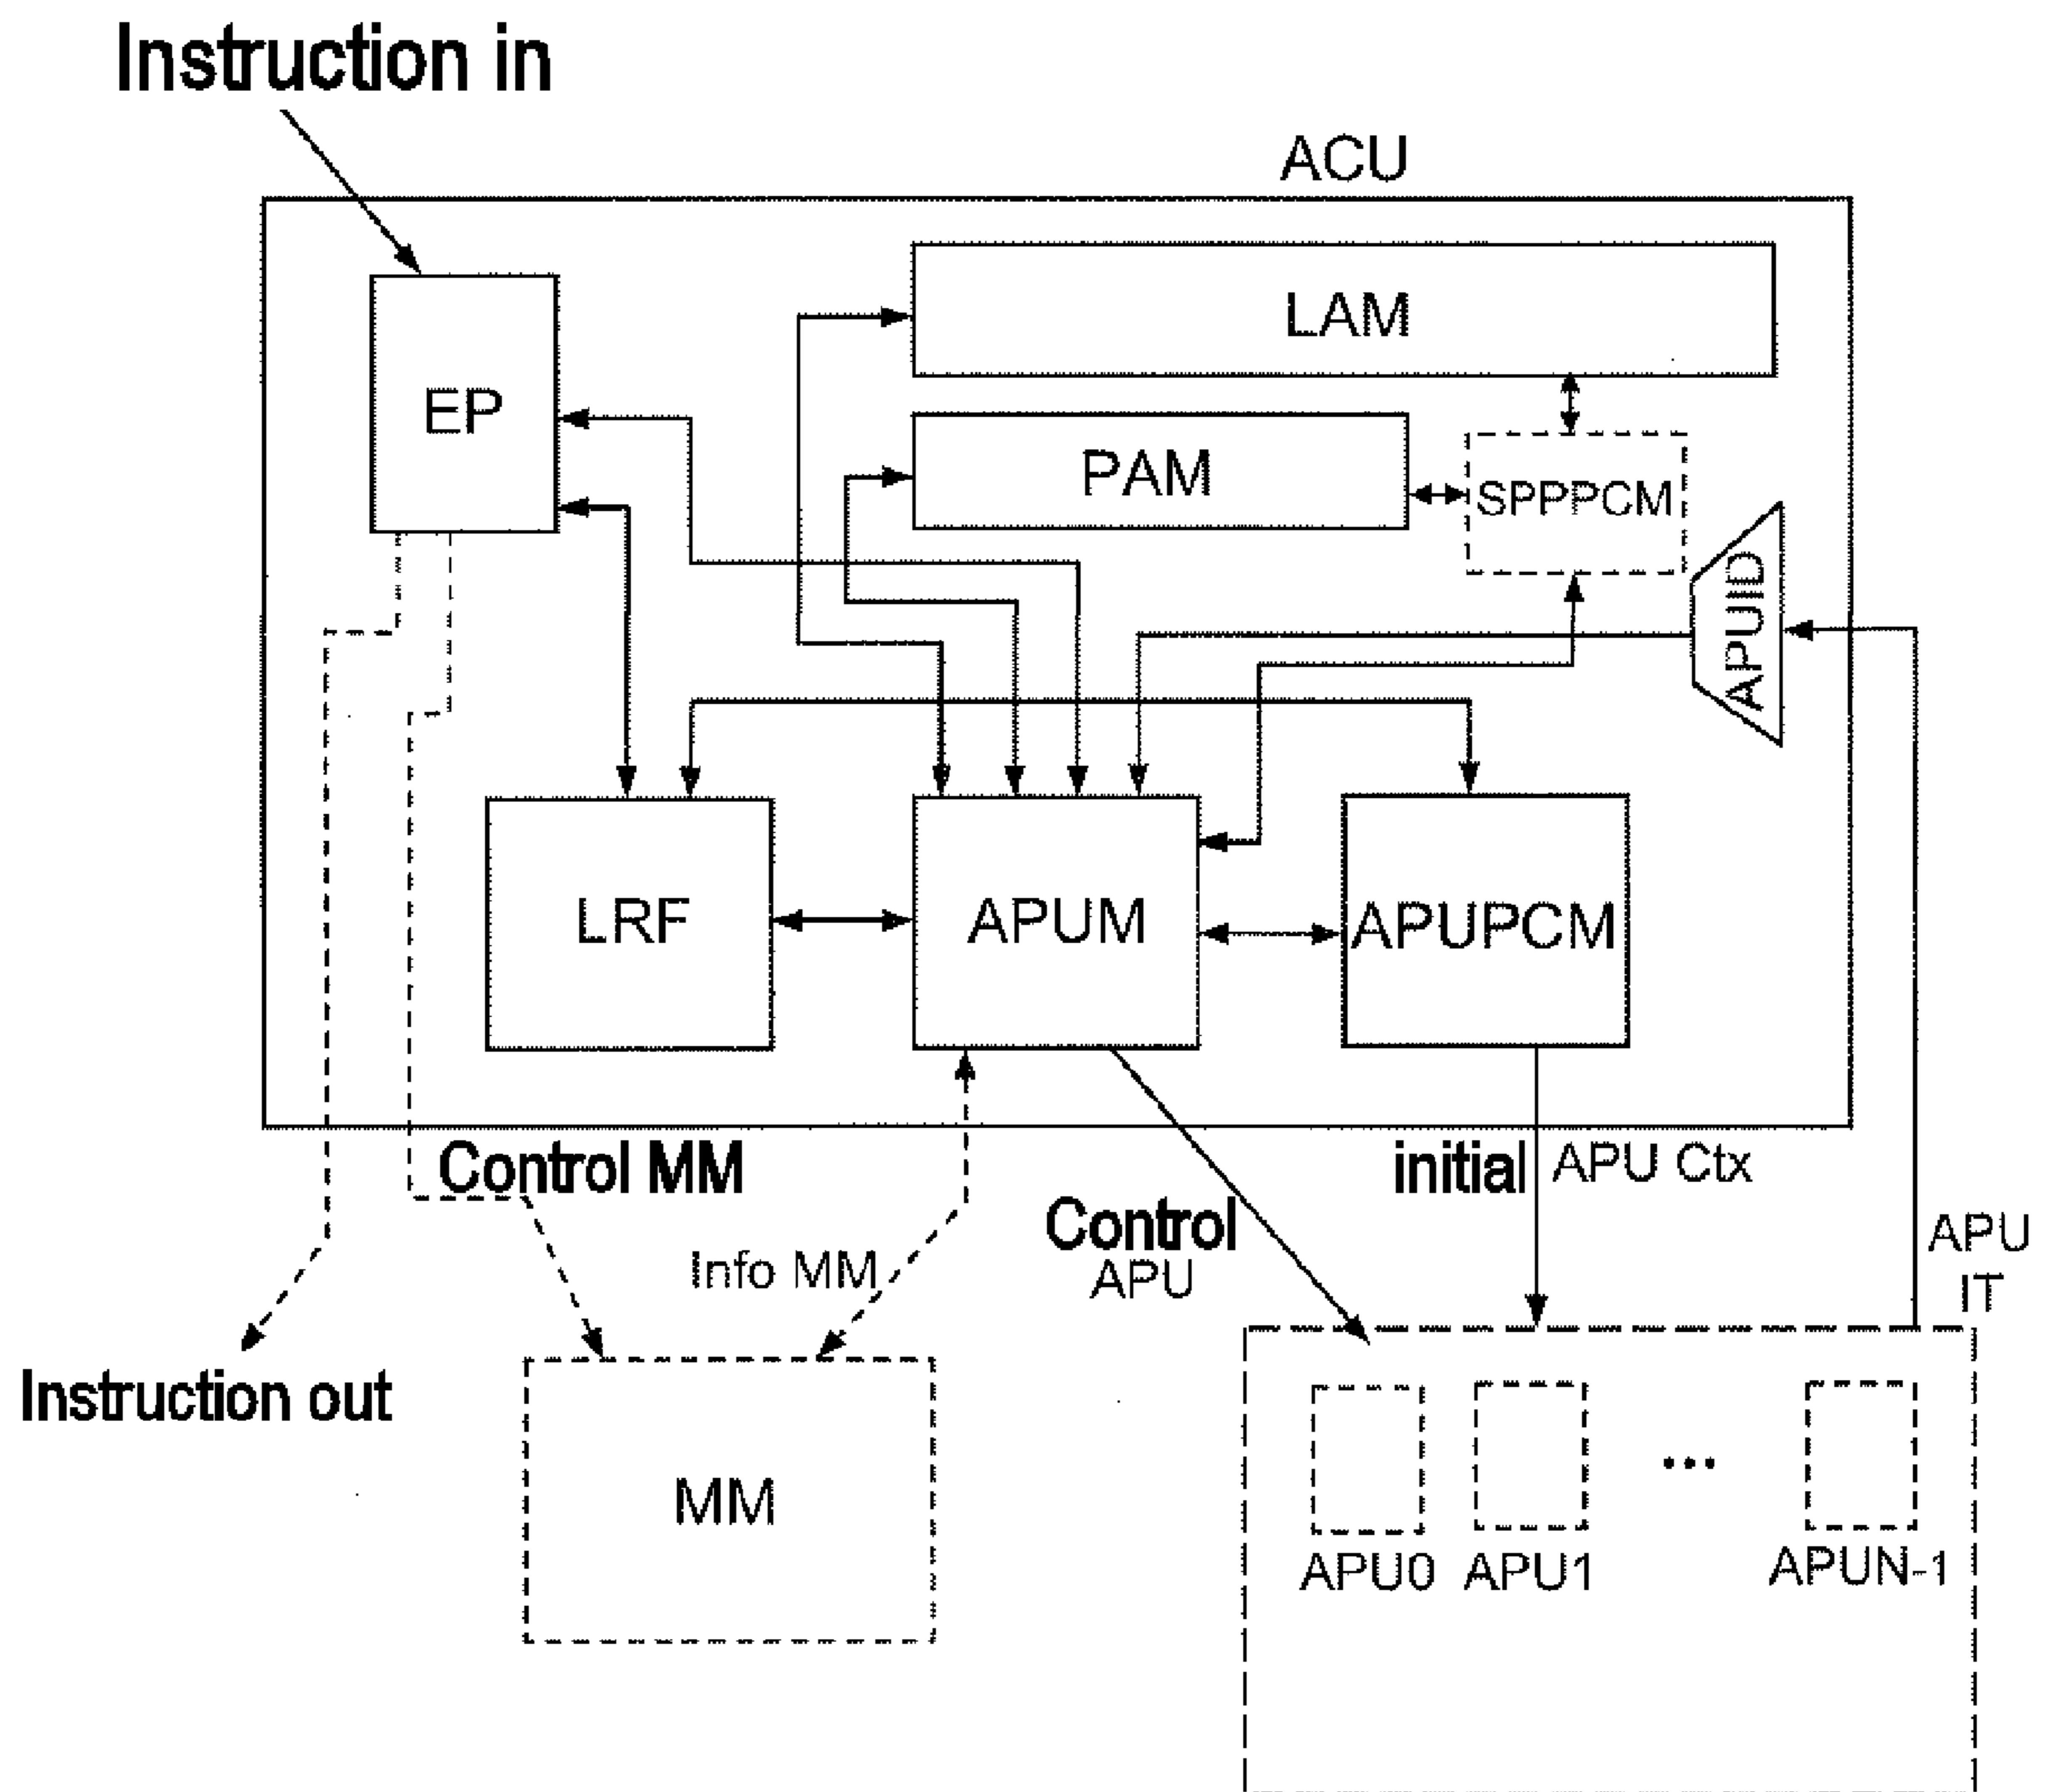 Instruction in
ACU
LAM
EP
PAM
SPPPCM
APUID
LRF
APUM
APUPCM
Control MM
initial APU Ctx
Control
APU
Info MM
APU
IT
Instruction out
MM
...
APU0 APU1 APUN-1